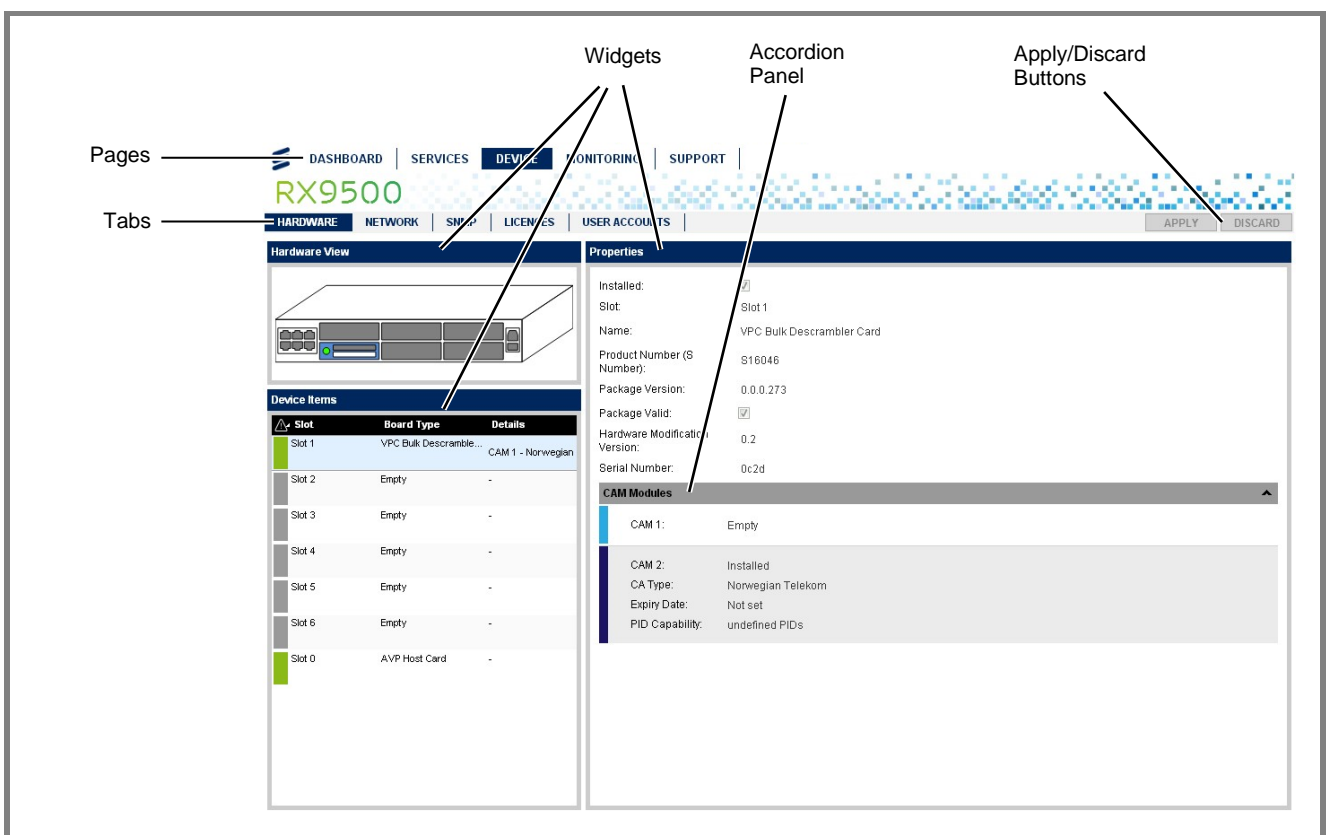 Widgets
Accordion
Panel
Apply/Discard
Buttons
Pages
DASHBOARD SERVICES DEVICE MONITORING SUPPORT
RX9500
Tabs
HARDWARE NETWORK SNMP LICENCES USER ACCOUNTS APPLY DISCARD
Hardware View
Properties
Installed:
Slot: Slot 1
Name: VPC Bulk Descrambler Card
Product Number (S
Number): S16046
Package Version: 0.0.0.273
Package Valid:
Hardware Modification
Version: 0.2
Serial Number: 0c2d
Device Items
Slot Board Type Details
Slot 1 VPC Bulk Descramble... CAM 1 - Norwegian
Slot 2 Empty -
Slot 3 Empty -
Slot 4 Empty -
Slot 5 Empty -
Slot 6 Empty -
Slot 0 AVP Host Card -
CAM Modules
CAM 1: Empty
CAM 2: Installed
CA Type: Norwegian Telekom
Expiry Date: Not set
PID Capability: undefined PIDs